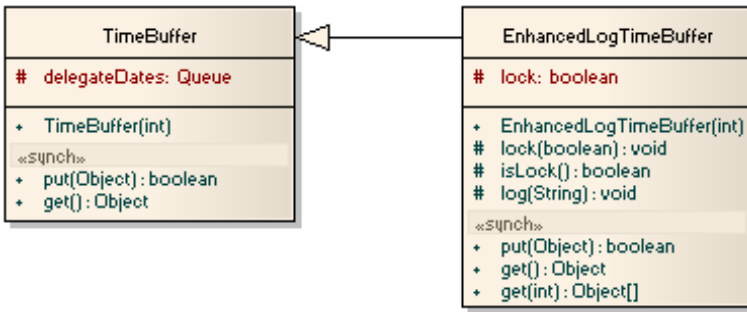 TimeBuffer
# delegateDates: Queue
+ TimeBuffer(int)
«synch»
+ put(Object) : boolean
+ get() : Object
EnhancedLogTimeBuffer
# lock: boolean
+ EnhancedLogTimeBuffer(int)
# lock(boolean) : void
# isLock() : boolean
# log(String) : void
«synch»
+ put(Object) : boolean
+ get() : Object
+ get(int) : Object[]